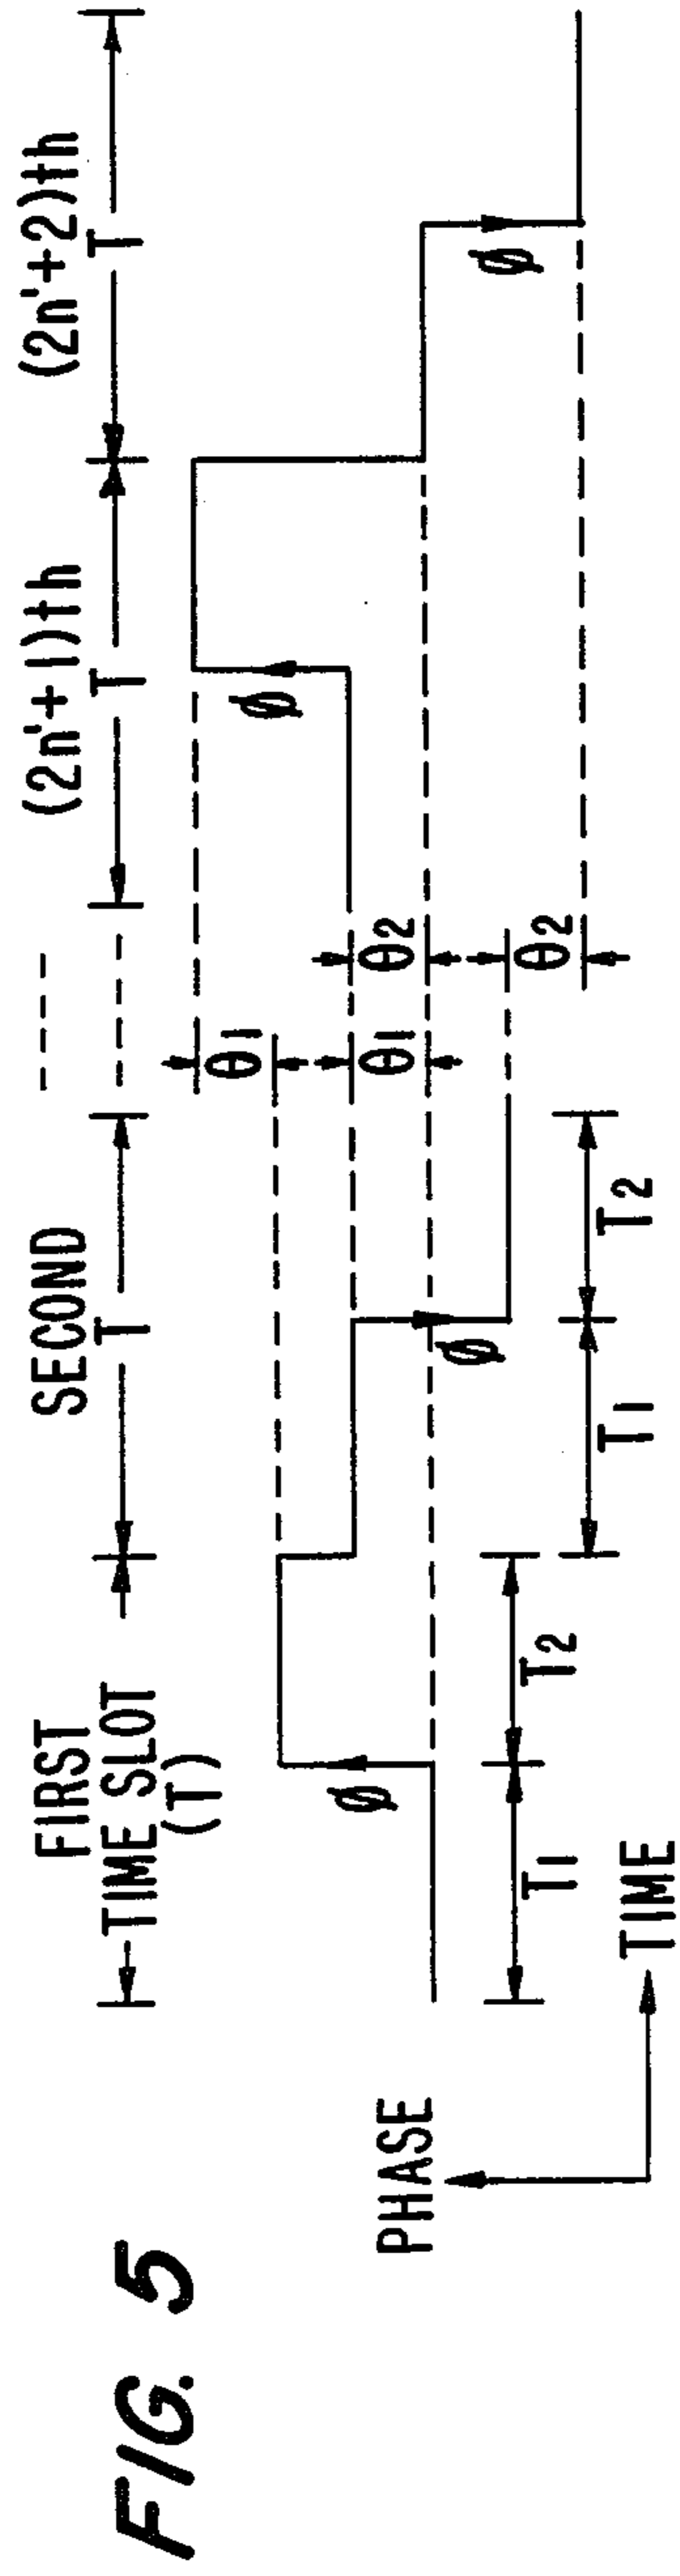 FIG. 5
FIRST
TIME SLOT
(T)
SECOND
T
(2n'+1)th
T
(2n'+2)th
T
ø
ø
ø
ø
θ1
θ1
θ2
θ2
T1
T2
T1
T2
PHASE
TIME